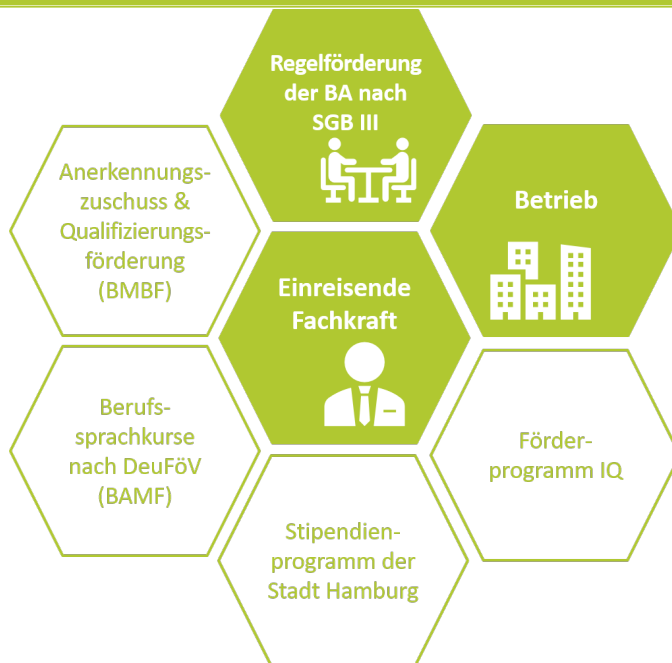 Regelförderung
der BA nach
SGB III
Anerkennungs-
zuschuss &
Qualifizierungs-
förderung
(BMBF)
Betrieb
Einreisende
Fachkraft
Berufs-
sprachkurse
nach DeuFöV
(BAMF)
Förder-
programm IQ
Stipendien-
programm der
Stadt Hamburg